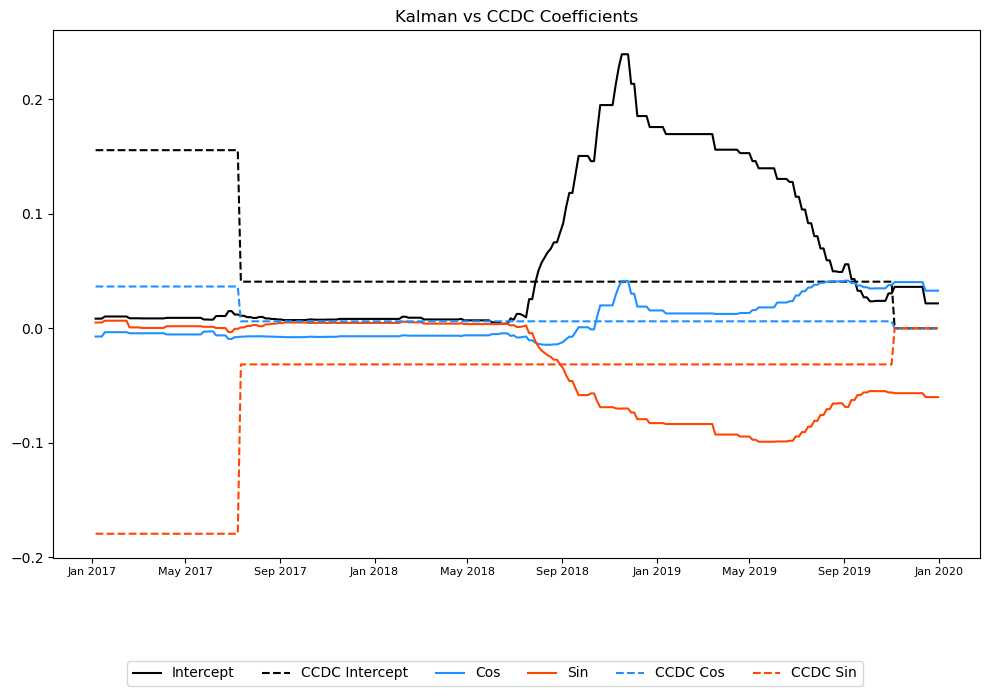 Kalman vs CCDC Coefficients
0.2
0.1
0.0
−0.1
−0.2
Jan 2017 May 2017 Sep 2017 Jan 2018 May 2018 Sep 2018 Jan 2019 May 2019 Sep 2019 Jan 2020
Intercept CCDC Intercept Cos Sin CCDC Cos CCDC Sin